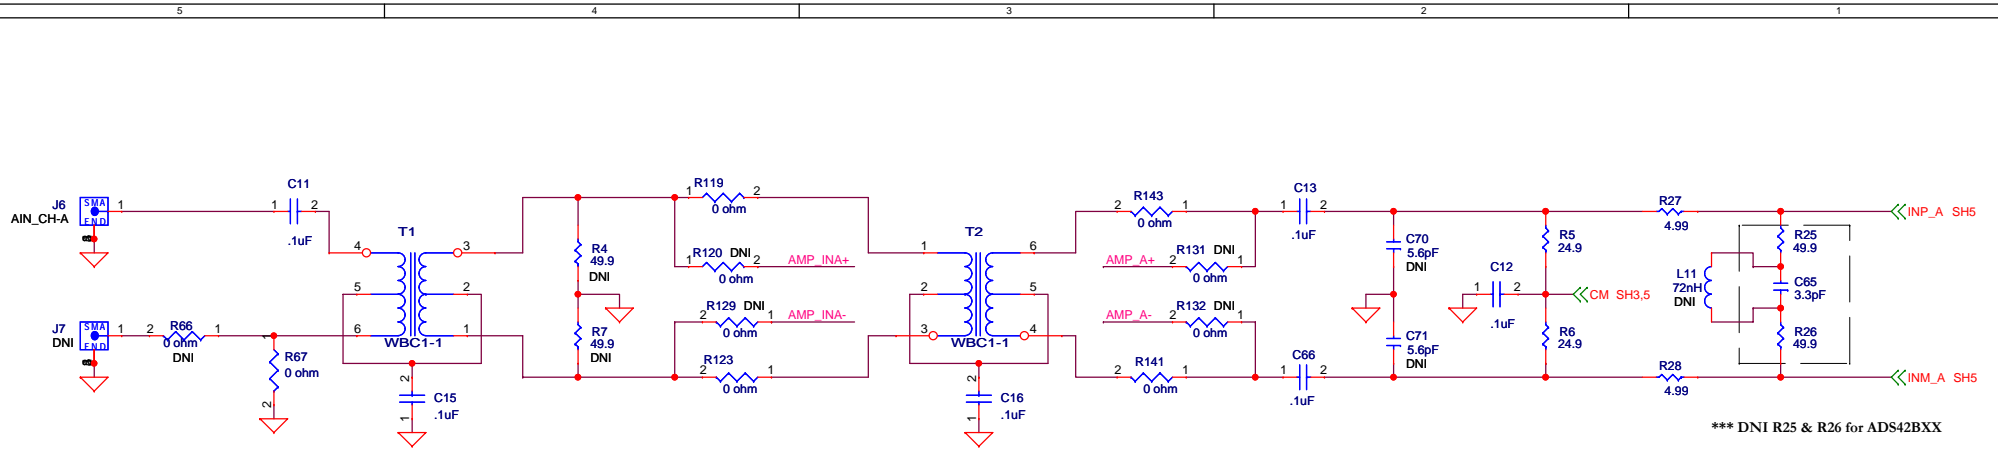 5 4 3 2 1
J6
AIN_CH-A
SMA
END
1
C11
1 2
.1uF
J7
DNI
SMA
END
1
2 R66 1
0 ohm
DNI
1
R67
0 ohm
2
T1
4 3
5 2
6 1
WBC1-1
2
C15
.1uF
1
R4
49.9
DNI
R7
49.9
DNI
R119
1 2
0 ohm
R120 DNI
1 2
0 ohm
AMP_INA+
R129 DNI
2 1
0 ohm
AMP_INA-
R123
2 1
0 ohm
T2
1 6
2 5
3 4
WBC1-1
2
C16
.1uF
1
R143
2 1
0 ohm
AMP_A+
R131 DNI
2 1
0 ohm
AMP_A-
R132 DNI
2 1
0 ohm
R141
2 1
0 ohm
C13
1 2
.1uF
C66
1 2
.1uF
C70
5.6pF
DNI
C71
5.6pF
DNI
C12
1 2
.1uF
R5
24.9
R6
24.9
CM SH3,5
R27
4.99
R28
4.99
L11
72nH
DNI
R25
49.9
C65
3.3pF
R26
49.9
INP_A SH5
INM_A SH5
*** DNI R25 & R26 for ADS42BXX